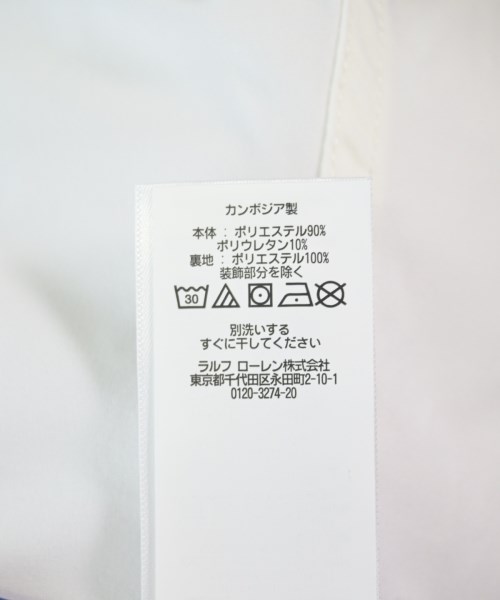 カンボジア製
本体 : ポリエステル90%
ポリウレタン10%
裏地 : ポリエステル100%
装飾部分を除く
30
別洗いする
すぐに干してください
ラルフ ローレン株式会社
東京都千代田区永田町2-10-1
0120-3274-20